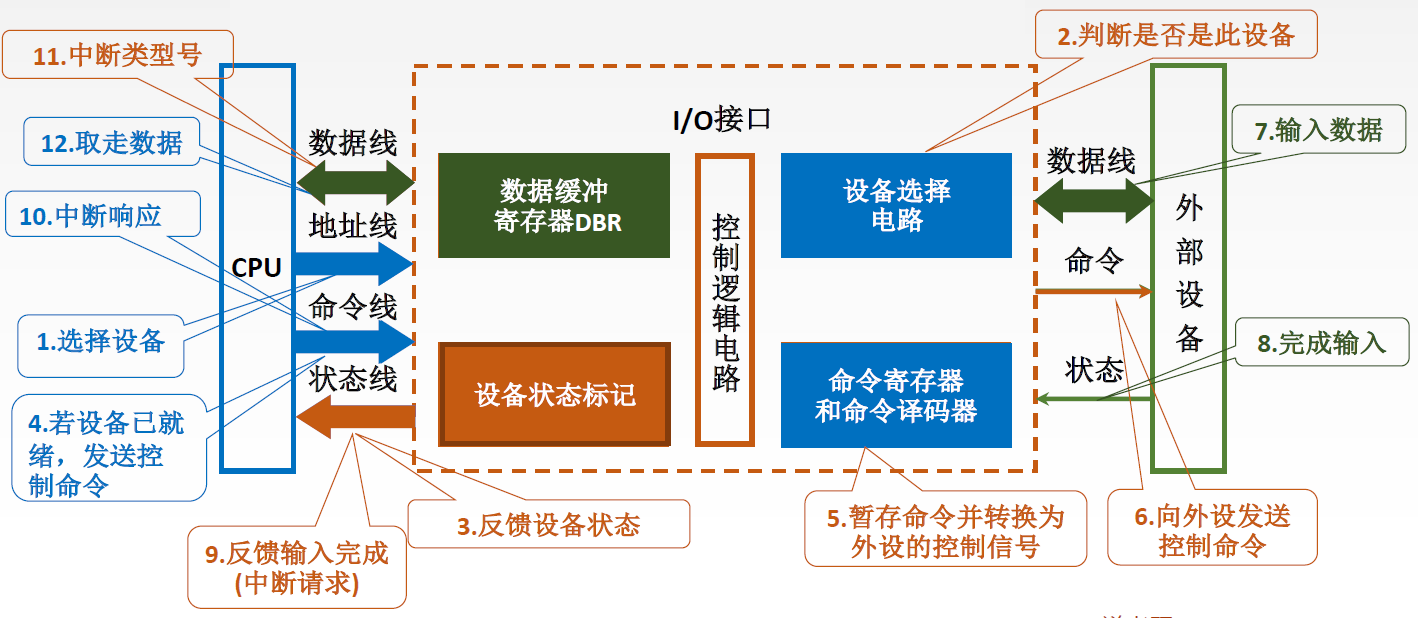 2.判断是否是此设备
11.中断类型号
I/O接口
7.输入数据
12.取走数据
数据线
数据线
10.中断响应
数据缓冲
寄存器DBR
设备选择
电路
地址线
CPU
控制逻辑电路
命令
外部设备
命令线
1.选择设备
8.完成输入
状态线
状态
设备状态标记
命令寄存器
和命令译码器
4.若设备已就
绪，发送控
制命令
3.反馈设备状态
5.暂存命令并转换为
外设的控制信号
6.向外设发送
控制命令
9.反馈输入完成
(中断请求)